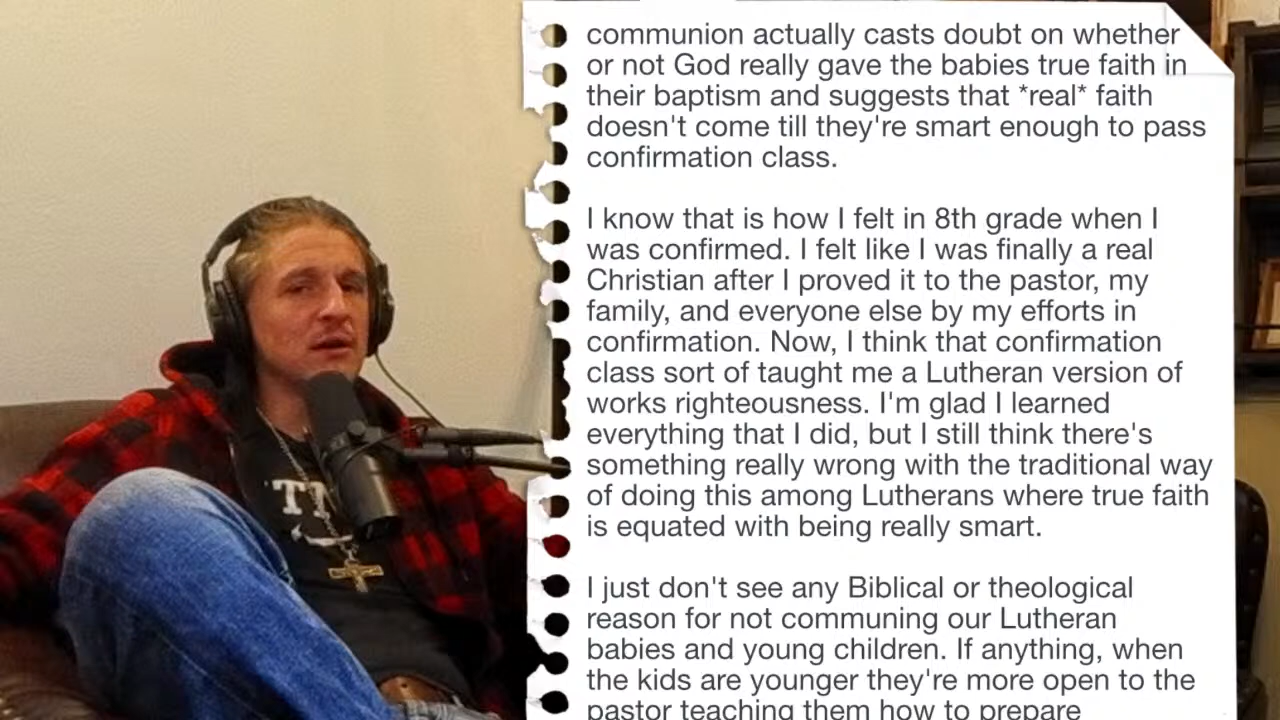 communion actually casts doubt on whether
or not God really gave the babies true faith in
their baptism and suggests that *real* faith
doesn't come till they're smart enough to pass
confirmation class.
I know that is how I felt in 8th grade when I
was confirmed. I felt like I was finally a real
Christian after I proved it to the pastor, my
family, and everyone else by my efforts in
confirmation. Now, I think that confirmation
class sort of taught me a Lutheran version of
works righteousness. I'm glad I learned
everything that I did, but I still think there's
something really wrong with the traditional way
of doing this among Lutherans where true faith
is equated with being really smart.
I just don't see any Biblical or theological
reason for not communing our Lutheran
babies and young children. If anything, when
the kids are younger they're more open to the
pastor teaching them how to prepare